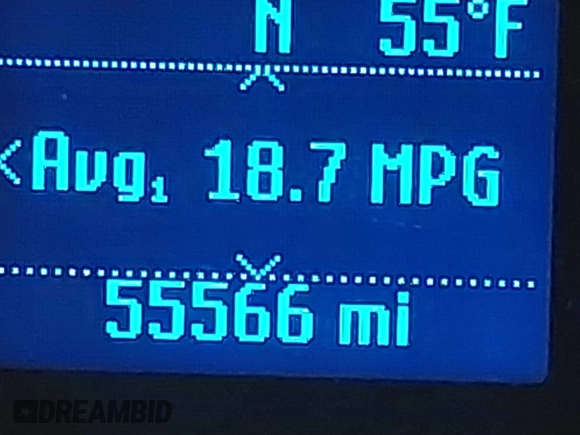 N 55°F
<Avg₁ 18.7 MPG
55566 mi
DREAMBID